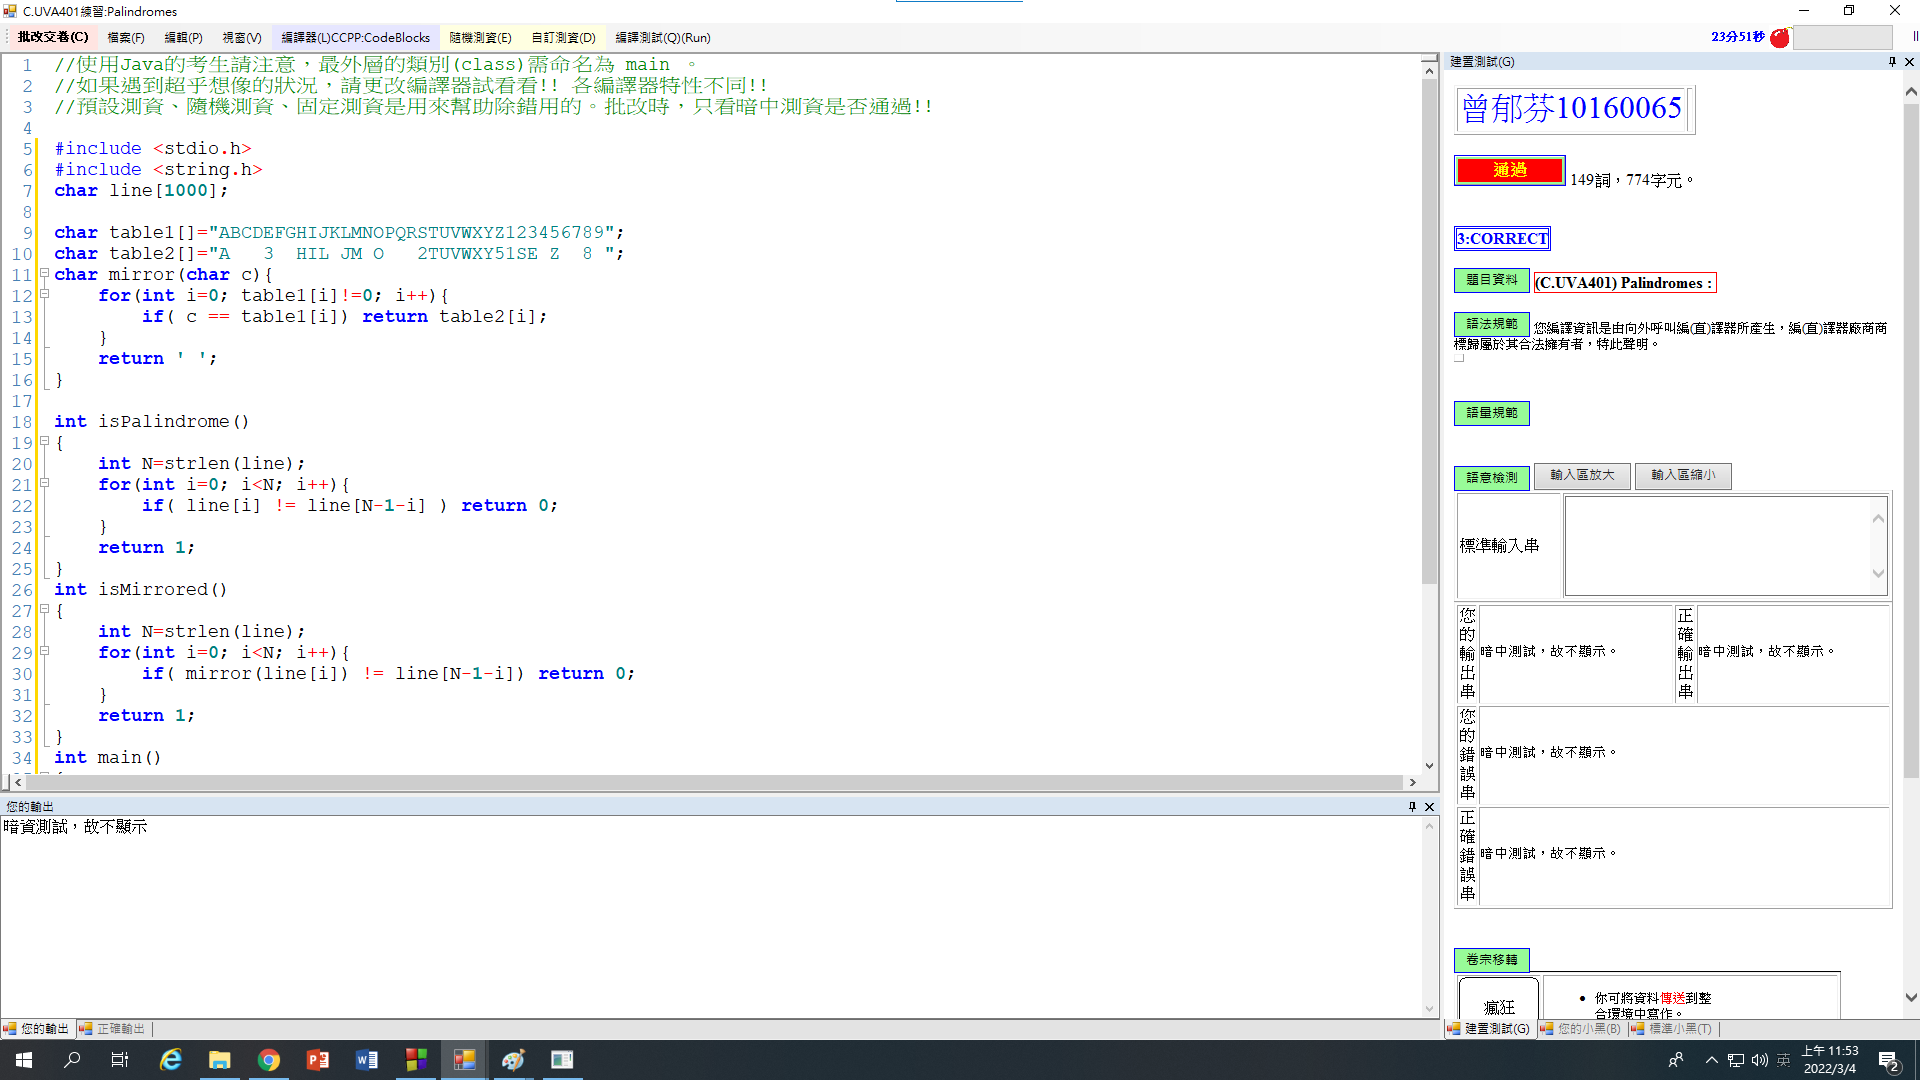 C.UVA401練習:Palindromes
批改交卷(C) 檔案(F) 編輯(P) 視窗(V) 編譯器(L)CCPP:CodeBlocks 隨機測資(E) 自訂測資(D) 編譯測試(Q)(Run)
23分51秒
1 //使用Java的考生請注意，最外層的類別(class)需命名為 main 。
2 //如果遇到超乎想像的狀況，請更改編譯器試看看!! 各編譯器特性不同!!
3 //預設測資、隨機測資、固定測資是用來幫助除錯用的。批改時，只看暗中測資是否通過!!
4
5 #include <stdio.h>
6 #include <string.h>
7 char line[1000];
8
9 char table1[]="ABCDEFGHIJKLMNOPQRSTUVWXYZ123456789";
10 char table2[]="A   3  HIL JM O   2TUVWXY51SE Z  8 ";
11 char mirror(char c){
12     for(int i=0; table1[i]!=0; i++){
13         if( c == table1[i]) return table2[i];
14     }
15     return ' ';
16 }
17
18 int isPalindrome()
19 {
20     int N=strlen(line);
21     for(int i=0; i<N; i++){
22         if( line[i] != line[N-1-i] ) return 0;
23     }
24     return 1;
25 }
26 int isMirrored()
27 {
28     int N=strlen(line);
29     for(int i=0; i<N; i++){
30         if( mirror(line[i]) != line[N-1-i]) return 0;
31     }
32     return 1;
33 }
34 int main()
您的輸出
暗資測試，故不顯示
您的輸出 正確輸出
建置測試(G)
曾郁芬10160065
通過 149詞，774字元。
3:CORRECT
題目資料 (C.UVA401) Palindromes :
語法規範 您編譯資訊是由向外呼叫編(直)譯器所產生，編(直)譯器廠商商
標歸屬於其合法擁有者，特此聲明。
語量規範
語意檢測 輸入區放大 輸入區縮小
標準輸入串
您的輸出串 暗中測試，故不顯示。 正確輸出串 暗中測試，故不顯示。
您的錯誤串 暗中測試，故不顯示。
正確錯誤串 暗中測試，故不顯示。
卷宗移轉
瘋狂
• 你可將資料傳送到整
合環境中寫作。
建置測試(G) 您的小黑(B) 標準小黑(T)
英
上午 11:53
2022/3/4
2